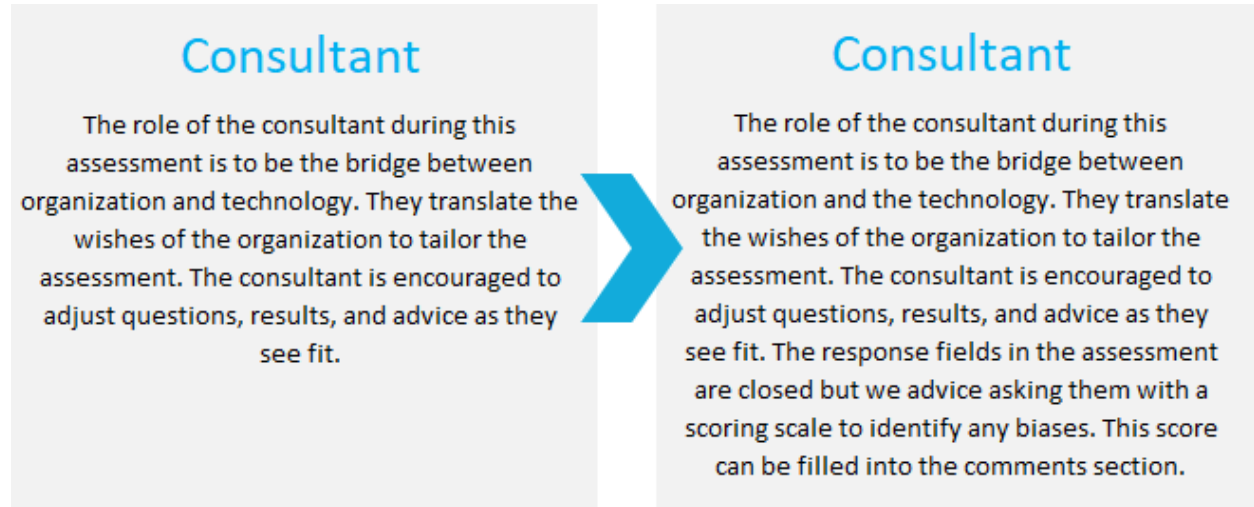 Consultant
The role of the consultant during this
assessment is to be the bridge between
organization and technology. They translate the
wishes of the organization to tailor the
assessment. The consultant is encouraged to
adjust questions, results, and advice as they
see fit.
Consultant
The role of the consultant during this
assessment is to be the bridge between
organization and the technology. They translate
the wishes of the organization to tailor the
assessment. The consultant is encouraged to
adjust questions, results, and advice as they
see fit. The response fields in the assessment
are closed but we advice asking them with a
scoring scale to identify any biases. This score
can be filled into the comments section.